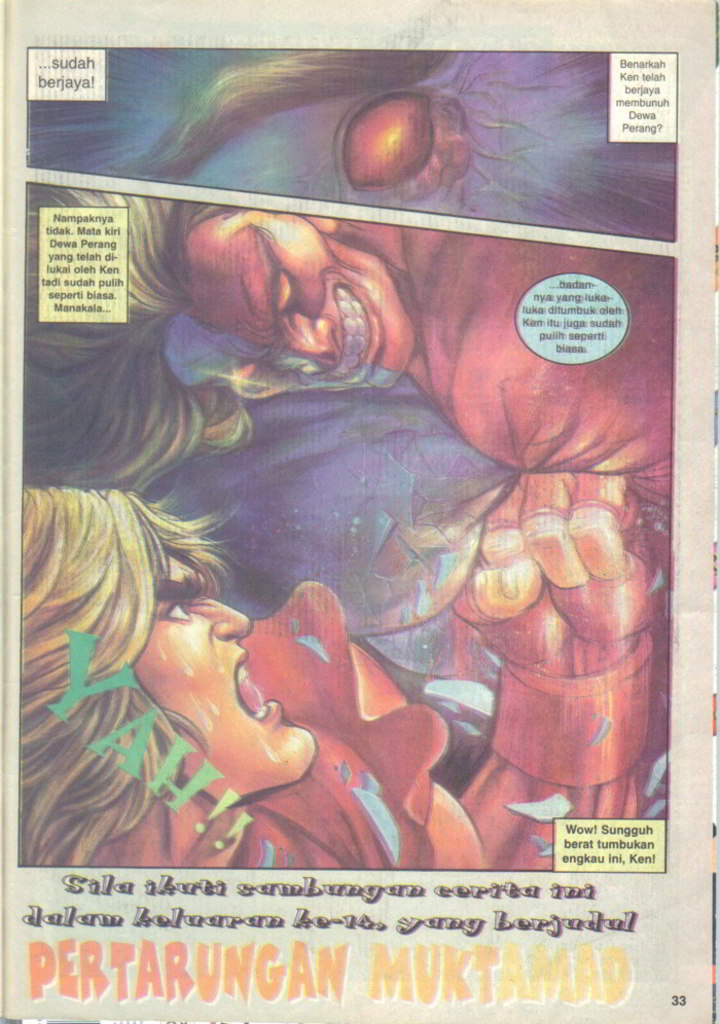 ...sudah
berjaya!
Benarkah
Ken telah
berjaya
membunuh
Dewa
Perang?
Nampaknya
tidak. Mata kiri
Dewa Perang
yang telah di-
lukai oleh Ken
tadi sudah pulih
seperti biasa.
Manakala...
...badan-
nya yang luka-
luka ditumbuk oleh
Ken itu juga sudah
pulih seperti
biasa.
YAH!!
Wow! Sungguh
berat tumbukan
engkau ini, Ken!
Sila ikuti sambungan cerita ini
dalam keluaran ke-14, yang berjudul
PERTARUNGAN MUKTAMAD
33